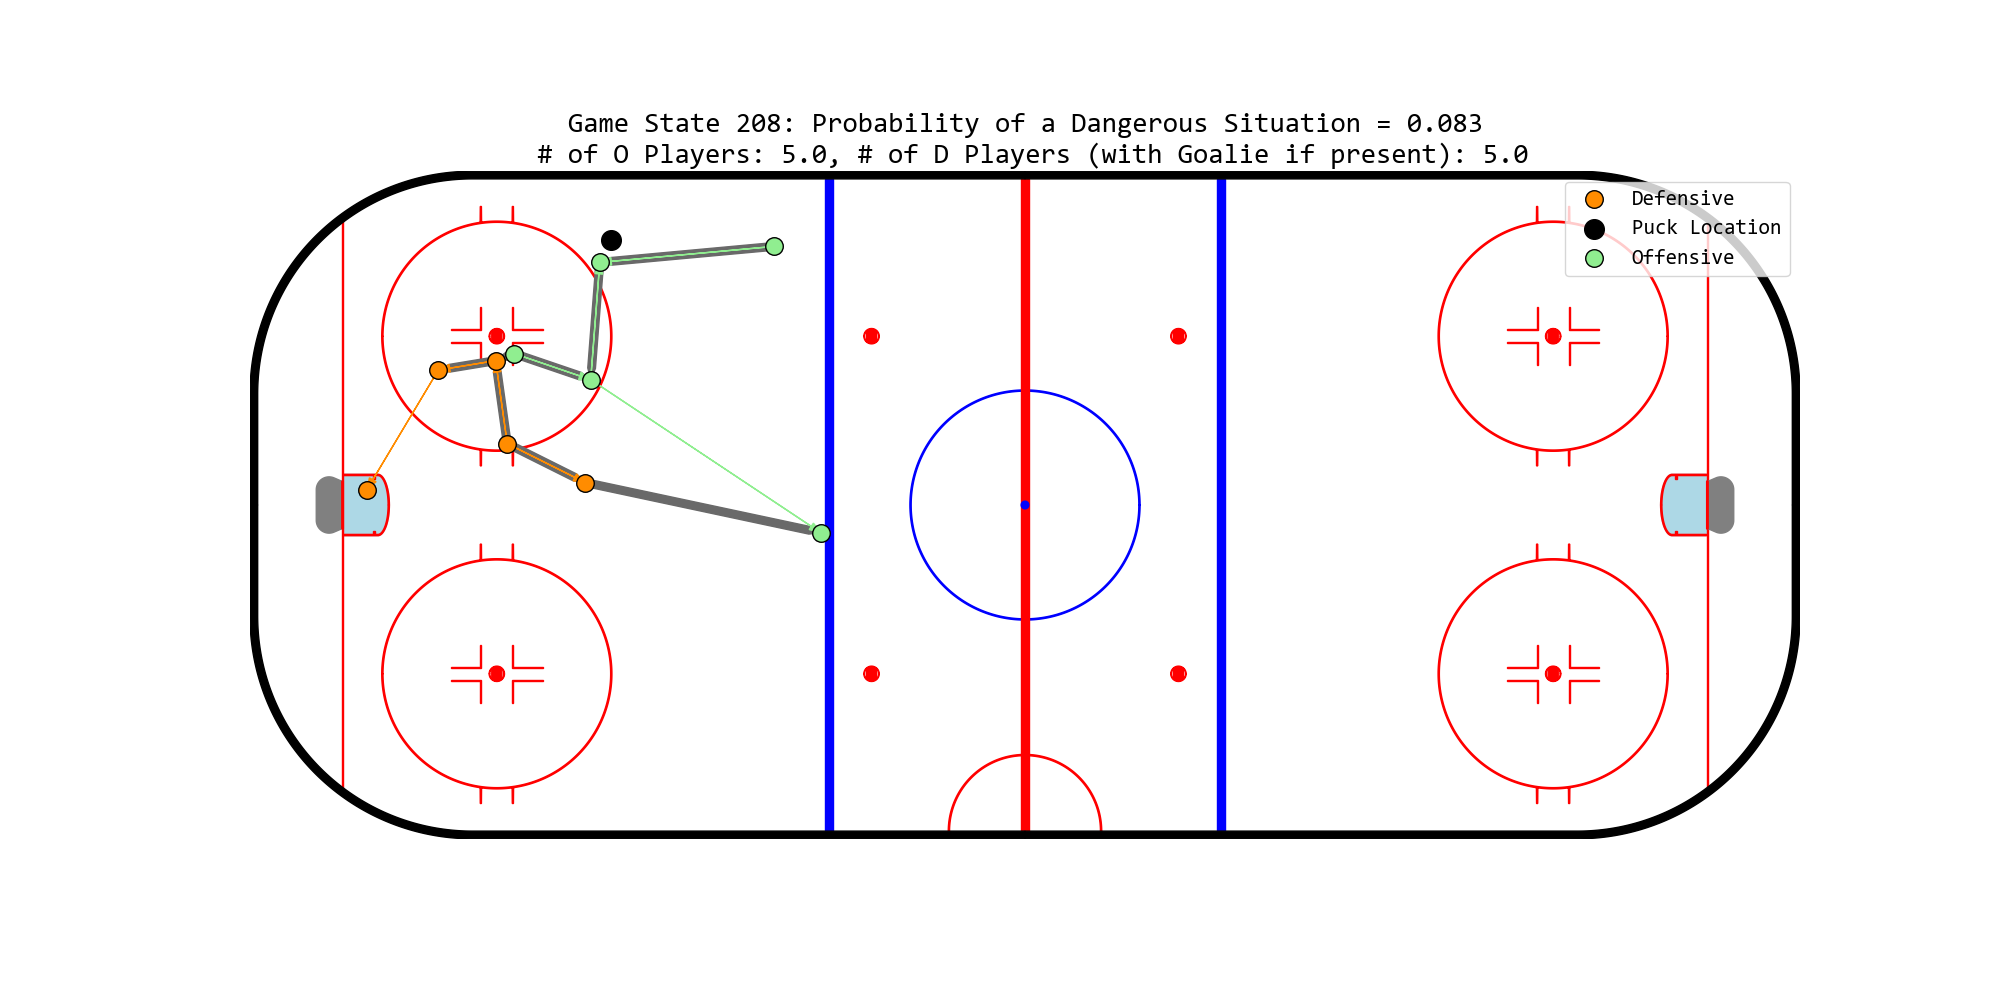 Game State 208: Probability of a Dangerous Situation = 0.083
# of O Players: 5.0, # of D Players (with Goalie if present): 5.0
Defensive
Puck Location
Offensive